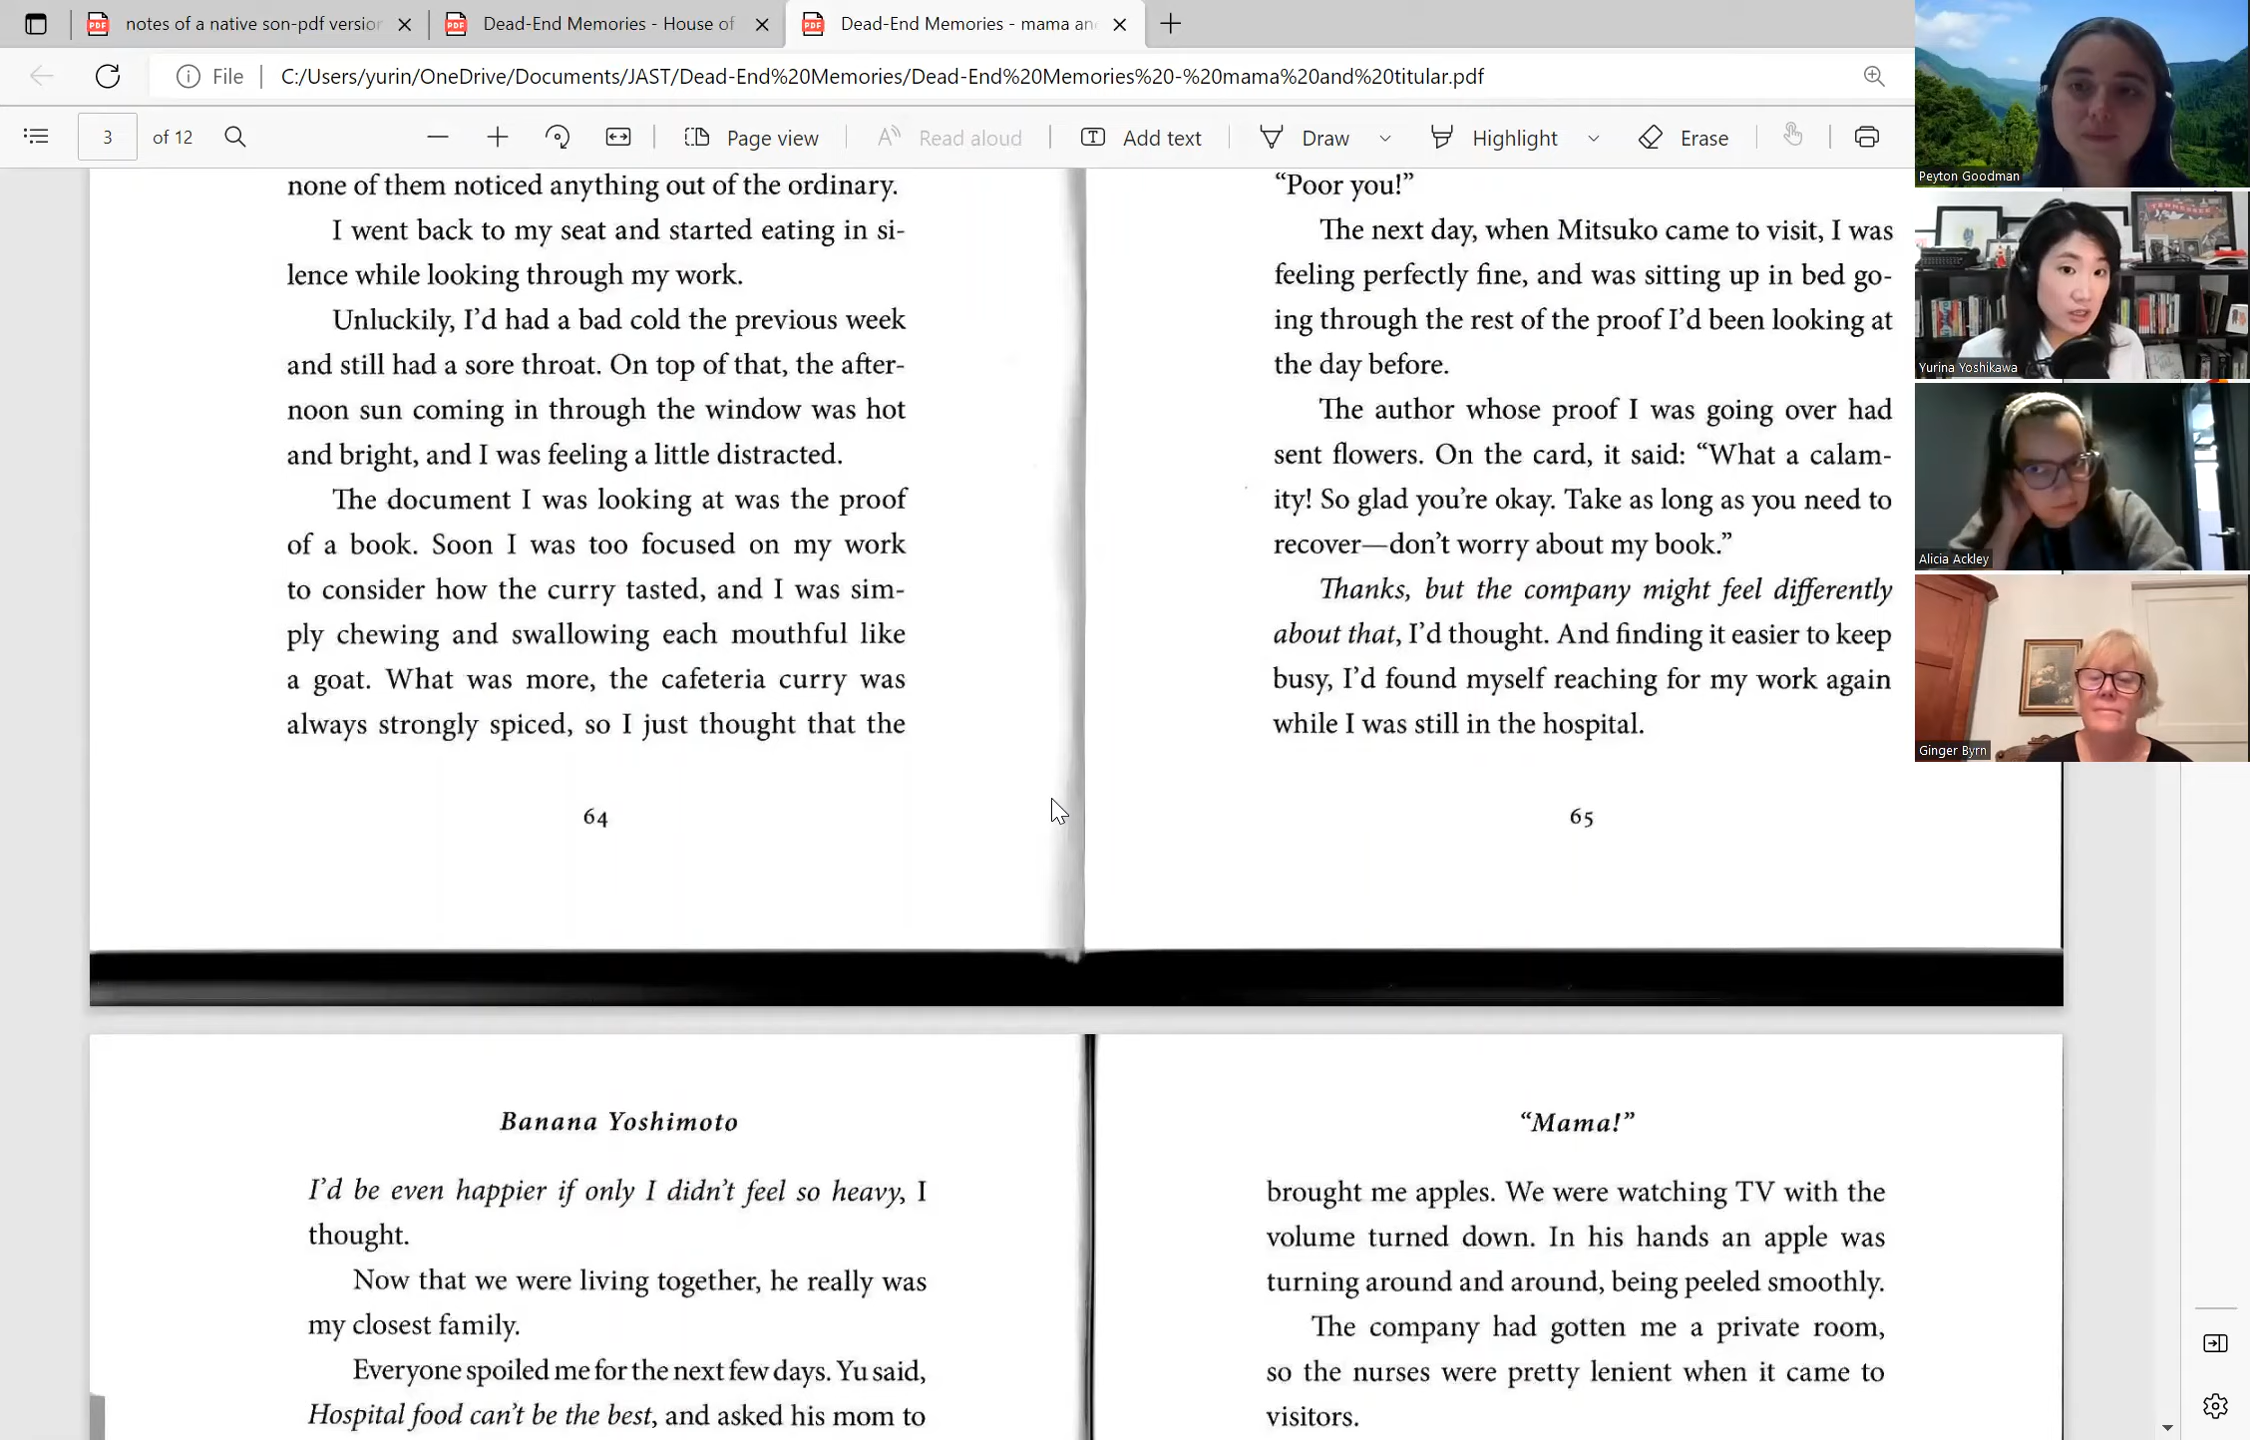 notes of a native son-pdf versio
Dead-End Memories - House of
Dead-End Memories - mama an
File
C:/Users/yurin/OneDrive/Documents/JAST/Dead-End%20Memories/Dead-End%20Memories%20-%20mama%20and%20titular.pdf
3 of 12
Page view
Read aloud
Add text
Draw
Highlight
Erase
none of them noticed anything out of the ordinary.
I went back to my seat and started eating in si-
lence while looking through my work.
Unluckily, I'd had a bad cold the previous week
and still had a sore throat. On top of that, the after-
noon sun coming in through the window was hot
and bright, and I was feeling a little distracted.
The document I was looking at was the proof
of a book. Soon I was too focused on my work
to consider how the curry tasted, and I was sim-
ply chewing and swallowing each mouthful like
a goat. What was more, the cafeteria curry was
always strongly spiced, so I just thought that the
64
“Poor you!”
The next day, when Mitsuko came to visit, I was
feeling perfectly fine, and was sitting up in bed go-
ing through the rest of the proof I'd been looking at
the day before.
The author whose proof I was going over had
sent flowers. On the card, it said: “What a calam-
ity! So glad you're okay. Take as long as you need to
recover—don't worry about my book.”
Thanks, but the company might feel differently
about that, I'd thought. And finding it easier to keep
busy, I'd found myself reaching for my work again
while I was still in the hospital.
65
Banana Yoshimoto
I'd be even happier if only I didn't feel so heavy, I
thought.
Now that we were living together, he really was
my closest family.
Everyone spoiled me for the next few days. Yu said,
Hospital food can't be the best, and asked his mom to
“Mama!”
brought me apples. We were watching TV with the
volume turned down. In his hands an apple was
turning around and around, being peeled smoothly.
The company had gotten me a private room,
so the nurses were pretty lenient when it came to
visitors.
Peyton Goodman
TENNESSEE
Yurina Yoshikawa
Alicia Ackley
Ginger Byrn